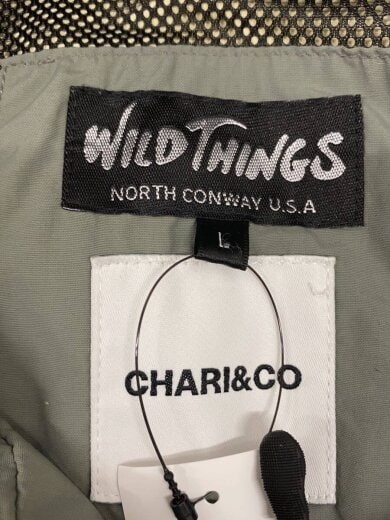 WILD THINGS
NORTH CONWAY U.S.A
L
CHARI&CO